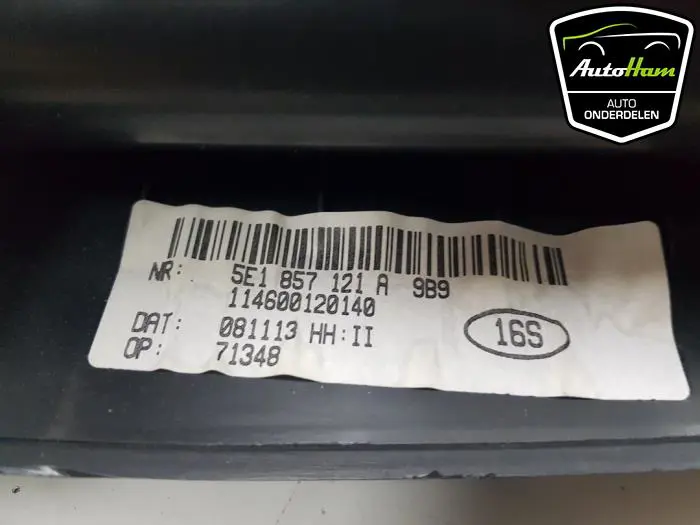 AutoHam
AUTO
ONDERDELEN
NR: 5E1 857 121 A 9B9
114600120140
DAT: 081113 HH:II
OP: 71348
16S